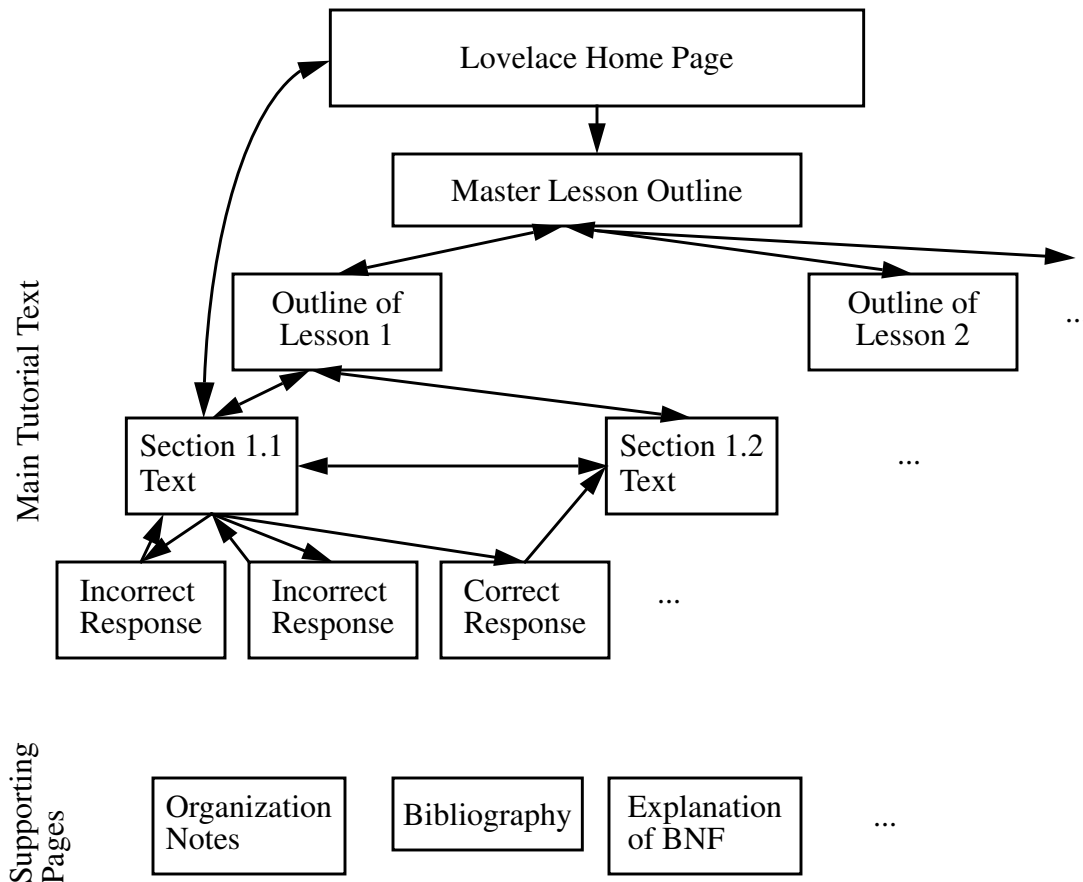 Lovelace Home Page
Master Lesson Outline
Main Tutorial Text
Outline of
Lesson 1
Outline of
Lesson 2
..
Section 1.1
Text
Section 1.2
Text
...
Incorrect
Response
Incorrect
Response
Correct
Response
...
Supporting
Pages
Organization
Notes
Bibliography
Explanation
of BNF
...